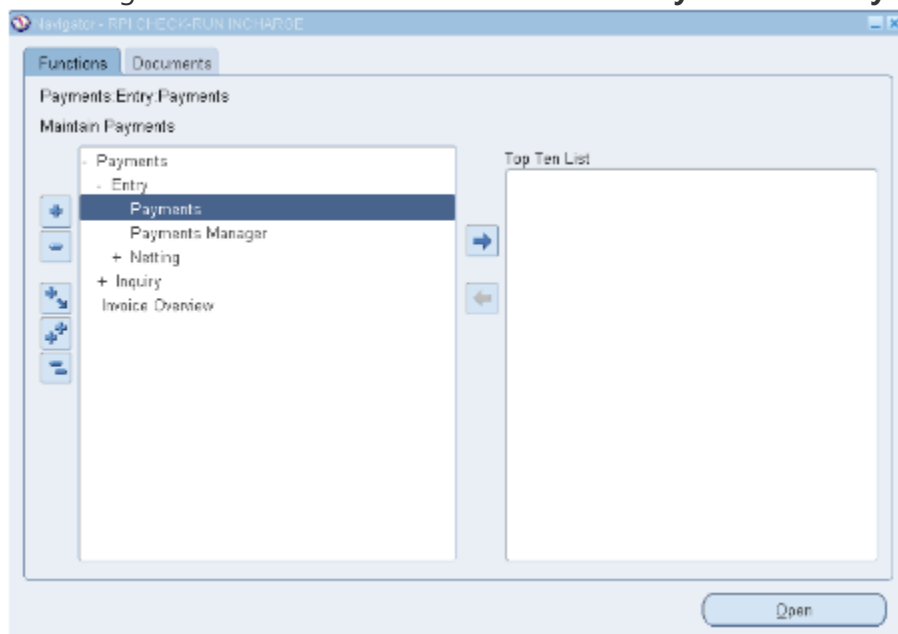 Navigator - RPI CHECK-RUN INCHARGE
Functions Documents
Payments:Entry:Payments
Maintain Payments
- Payments
- Entry
Payments
Payments Manager
+ Netting
+ Inquiry
Invoice Overview
Top Ten List
Open